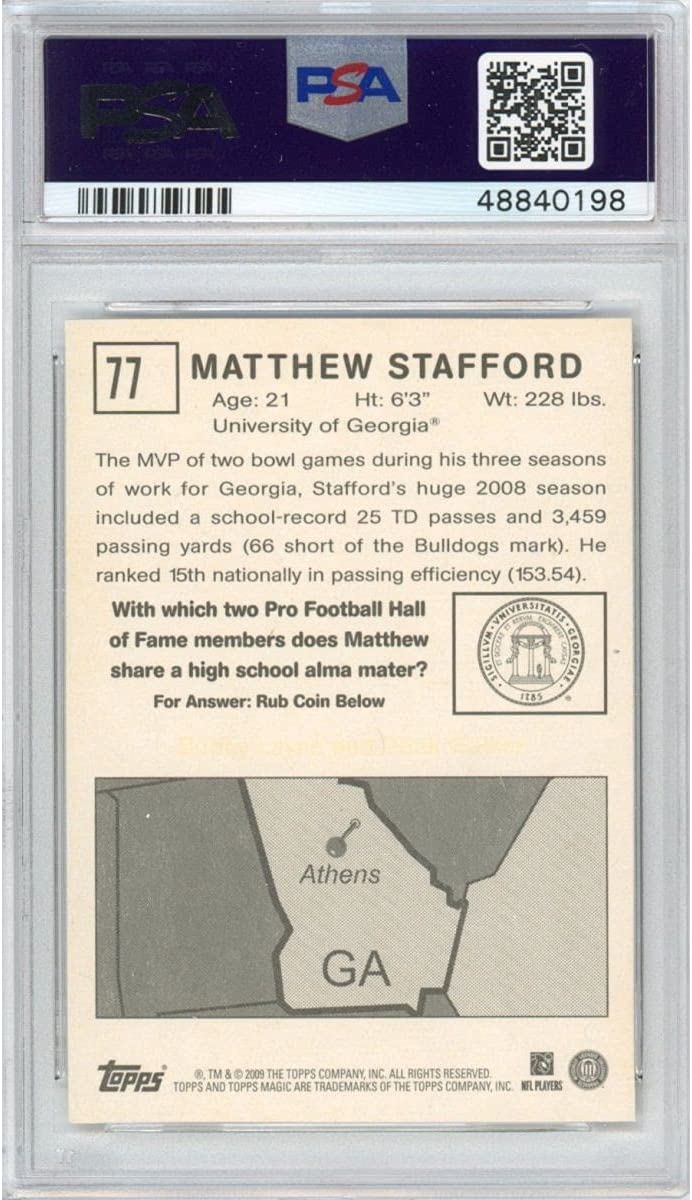 PSA
PSA
48840198
77 MATTHEW STAFFORD
Age: 21 Ht: 6'3” Wt: 228 lbs.
University of Georgia®
The MVP of two bowl games during his three seasons
of work for Georgia, Stafford's huge 2008 season
included a school-record 25 TD passes and 3,459
passing yards (66 short of the Bulldogs mark). He
ranked 15th nationally in passing efficiency (153.54).
With which two Pro Football Hall
of Fame members does Matthew
share a high school alma mater?
For Answer: Rub Coin Below
SIGILLVM · VNIVERSITATIS · GEORGIAE ·
1785
Athens
GA
Topps®
®, TM & © 2009 THE TOPPS COMPANY, INC. ALL RIGHTS RESERVED.
TOPPS AND TOPPS MAGIC ARE TRADEMARKS OF THE TOPPS COMPANY, INC.
NFL PLAYERS